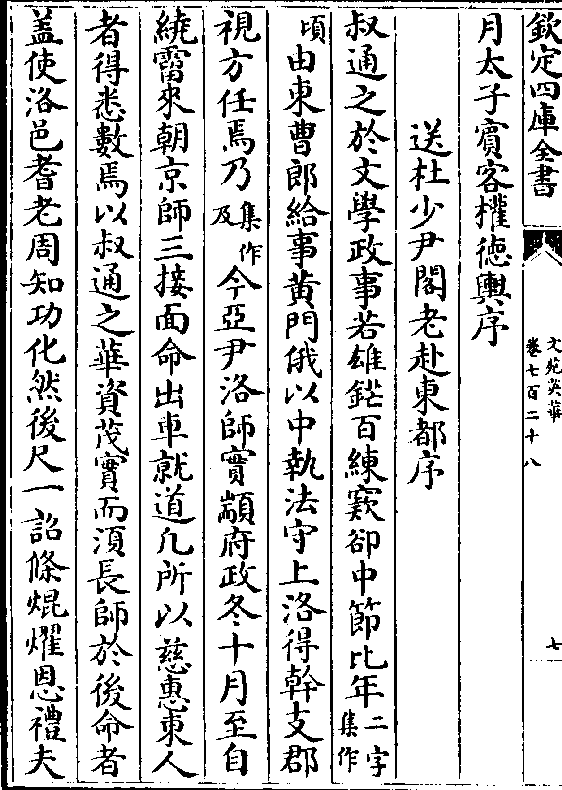 欽定四庫全書
文苑英華
卷七百二十八
七
月太子賓客權徳輿序
送杜少尹閣老赴東都序
叔通之於文學政事若雄鋩百練窾卻中節比年二字集作
頃由東曹郎給事黄門俄以中執法守上洛得幹支郡
視方任焉乃集作及今亞尹洛師實顓府政冬十月至自
繞霤來朝京師三接面命出車就道凡所以慈惠東人
者得悉數焉以叔通之華資茂實而湏長師於後命者
盖使洛邑耆老周知功化然後尺一詔條焜燿恩禮夫